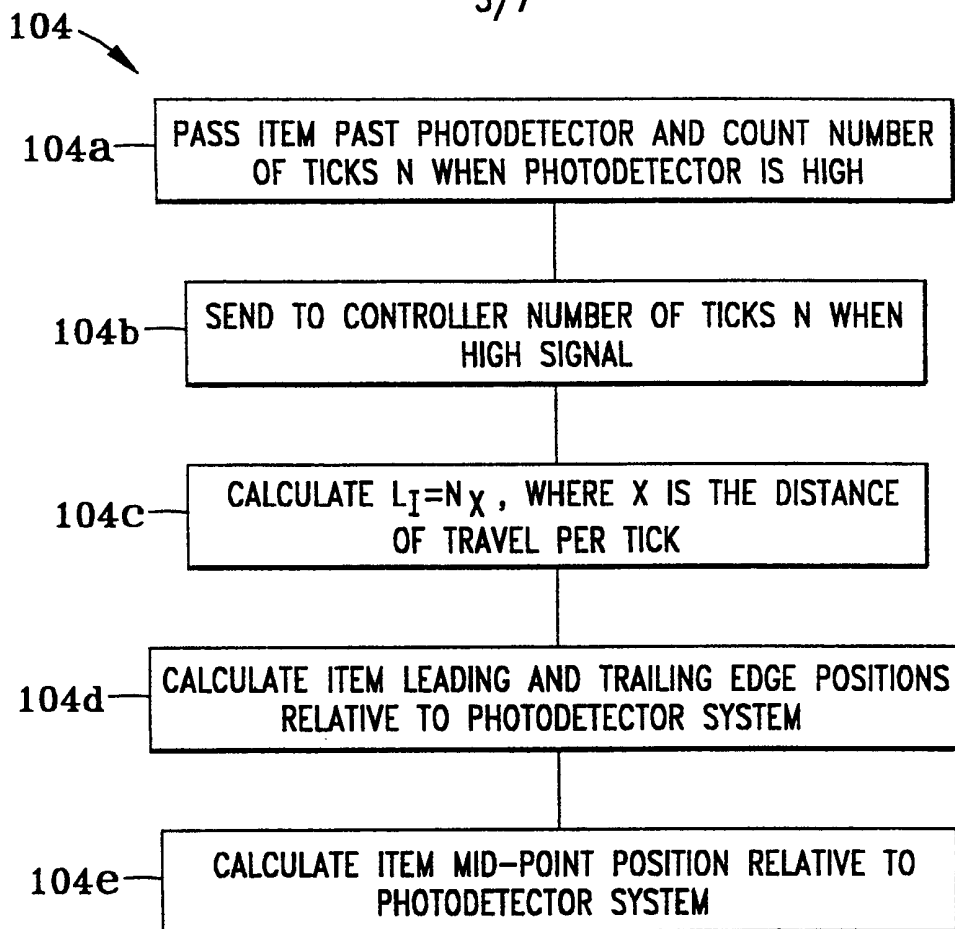 104
104a
PASS ITEM PAST PHOTODETECTOR AND COUNT NUMBER
OF TICKS N WHEN PHOTODETECTOR IS HIGH
104b
SEND TO CONTROLLER NUMBER OF TICKS N WHEN
HIGH SIGNAL
104c
CALCULATE LI=NX, WHERE X IS THE DISTANCE
OF TRAVEL PER TICK
104d
CALCULATE ITEM LEADING AND TRAILING EDGE POSITIONS
RELATIVE TO PHOTODETECTOR SYSTEM
104e
CALCULATE ITEM MID-POINT POSITION RELATIVE TO
PHOTODETECTOR SYSTEM